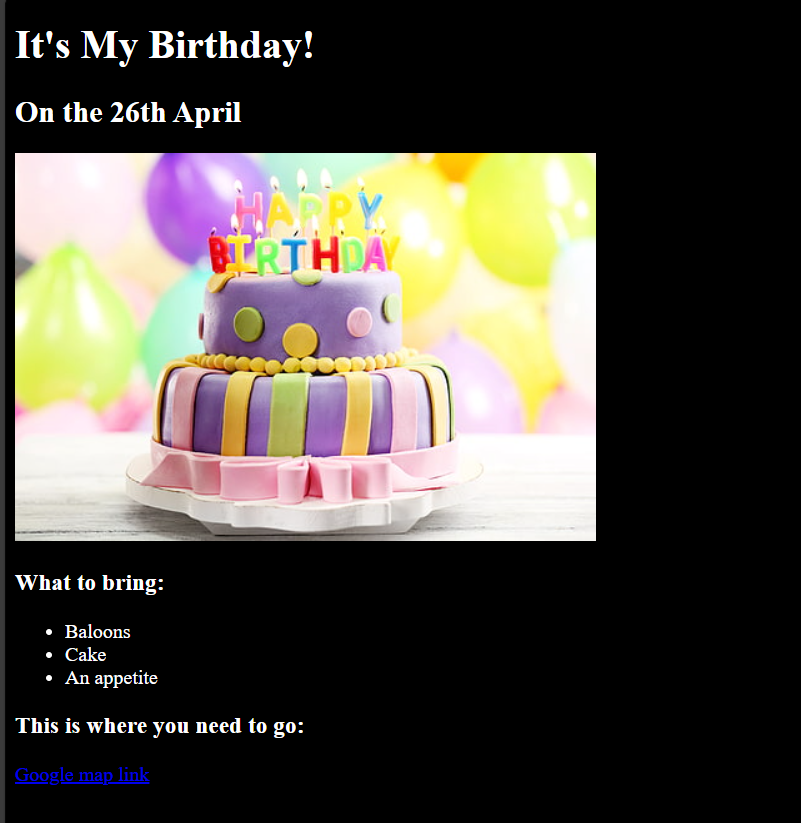 It's My Birthday!
On the 26th April
HAPPY
BIRTHDAY
What to bring:
Baloons
Cake
An appetite
This is where you need to go:
Google map link